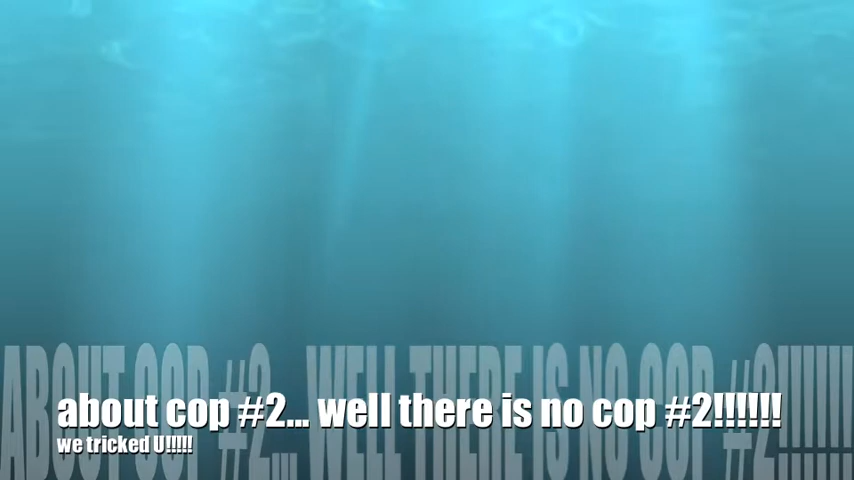 ABOUT COP #2... WELL THERE IS NO COP #2!!!!!!
about cop #2... well there is no cop #2!!!!!!
we tricked U!!!!!